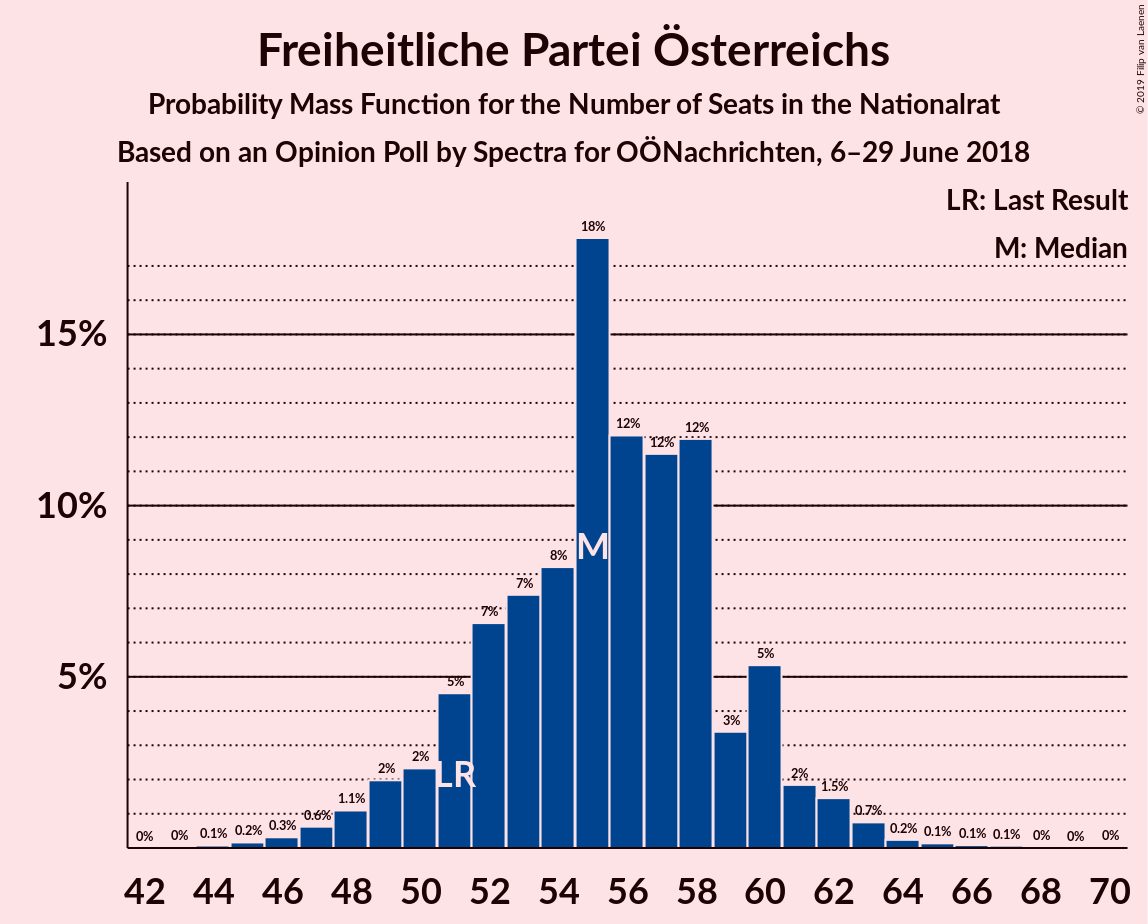 Freiheitliche Partei Österreichs
Probability Mass Function for the Number of Seats in the Nationalrat
Based on an Opinion Poll by Spectra for OÖNachrichten, 6–29 June 2018
© 2019 Filip van Laenen
LR: Last Result
M: Median
15%
10%
5%
0% 0% 0.1% 0.2% 0.3% 0.6% 1.1% 2% 2% 5% 7% 7% 8% 18% 12% 12% 12% 3% 5% 2% 1.5% 0.7% 0.2% 0.1% 0.1% 0.1% 0% 0% 0%
M
LR
42 44 46 48 50 52 54 56 58 60 62 64 66 68 70